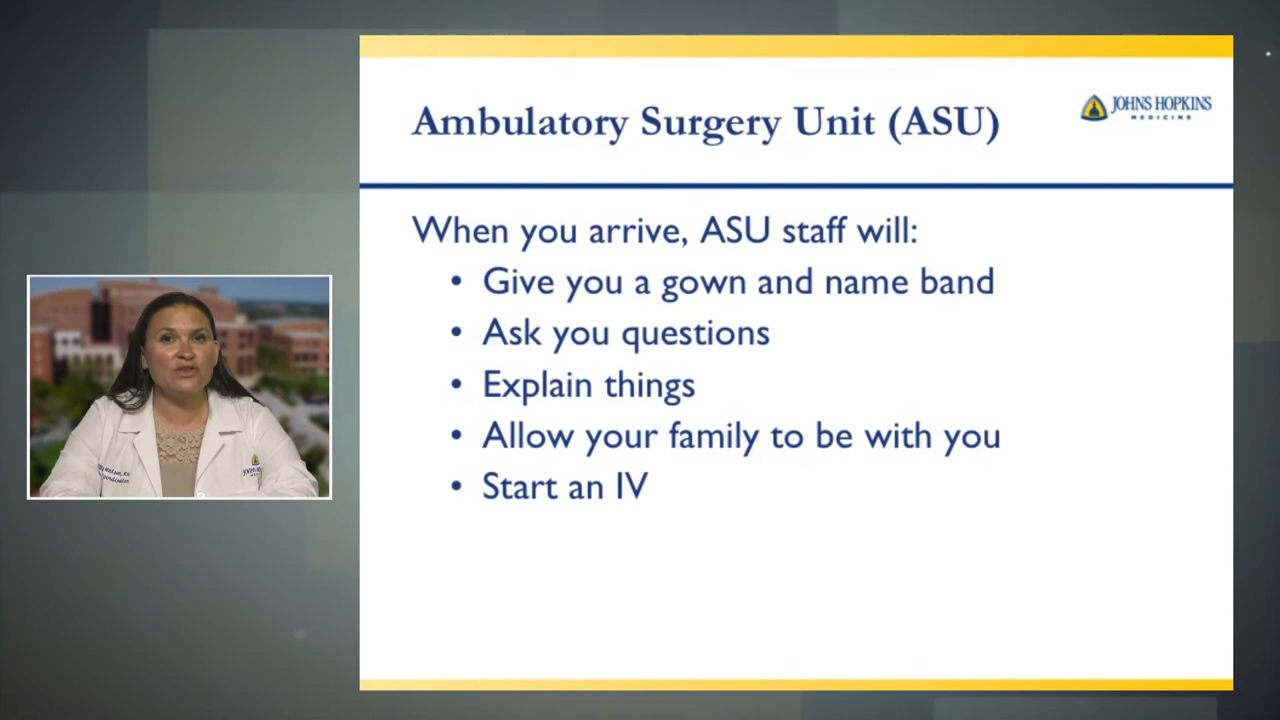 Ambulatory Surgery Unit (ASU)
JOHNS HOPKINS
MEDICINE
When you arrive, ASU staff will:
• Give you a gown and name band
• Ask you questions
• Explain things
• Allow your family to be with you
• Start an IV